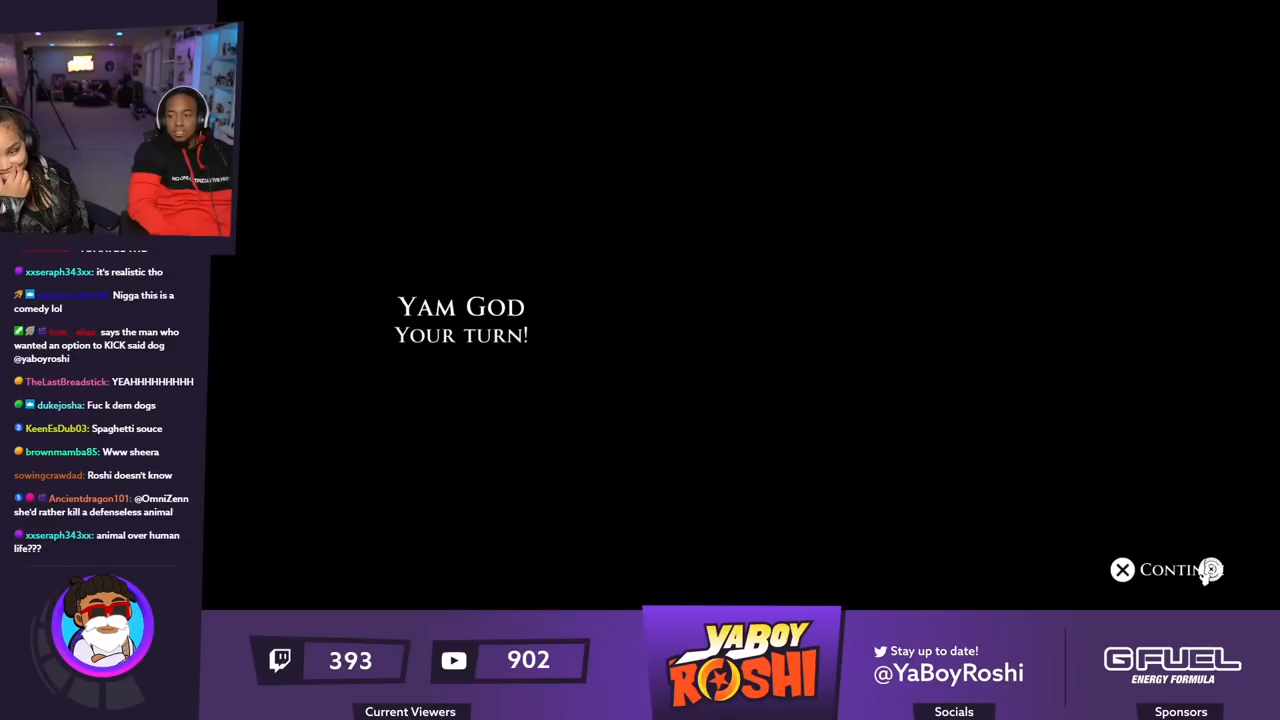 xxseraph343xx: it's realistic tho
Nigga this is a
comedy lol
says the man who
wanted an option to KICK said dog
@yaboyroshi
TheLastBreadstick: YEAHHHHHHHHH
dukejosha: Fuc k dem dogs
KeenEsDub03: Spaghetti souce
brownmamba85: Www sheera
sowingcrawdad: Roshi doesn't know
Ancientdragon101: @OmniZenn
she'd rather kill a defenseless animal
xxseraph343xx: animal over human
life???
Yam God
Your turn!
393
902
Current Viewers
YABOY
ROSHI
Stay up to date!
@YaBoyRoshi
Socials
G FUEL
ENERGY FORMULA
Sponsors